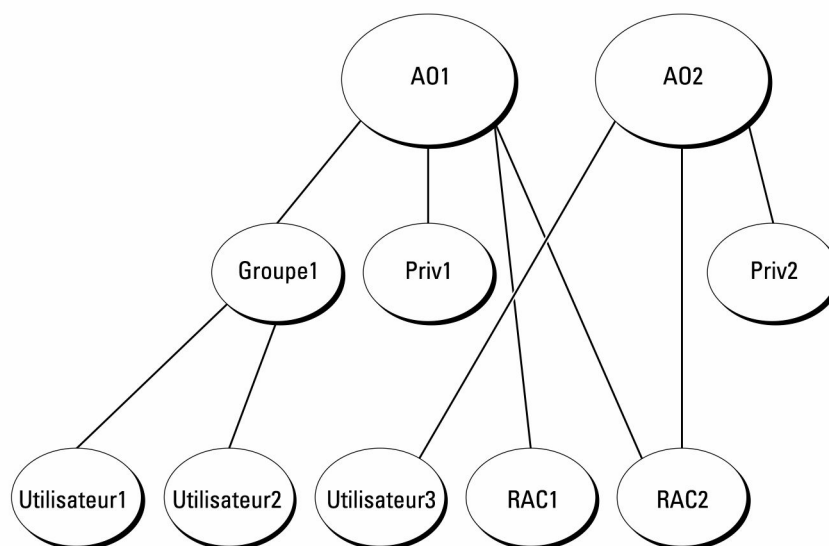 A01
A02
Groupe1
Priv1
Priv2
Utilisateur1
Utilisateur2
Utilisateur3
RAC1
RAC2